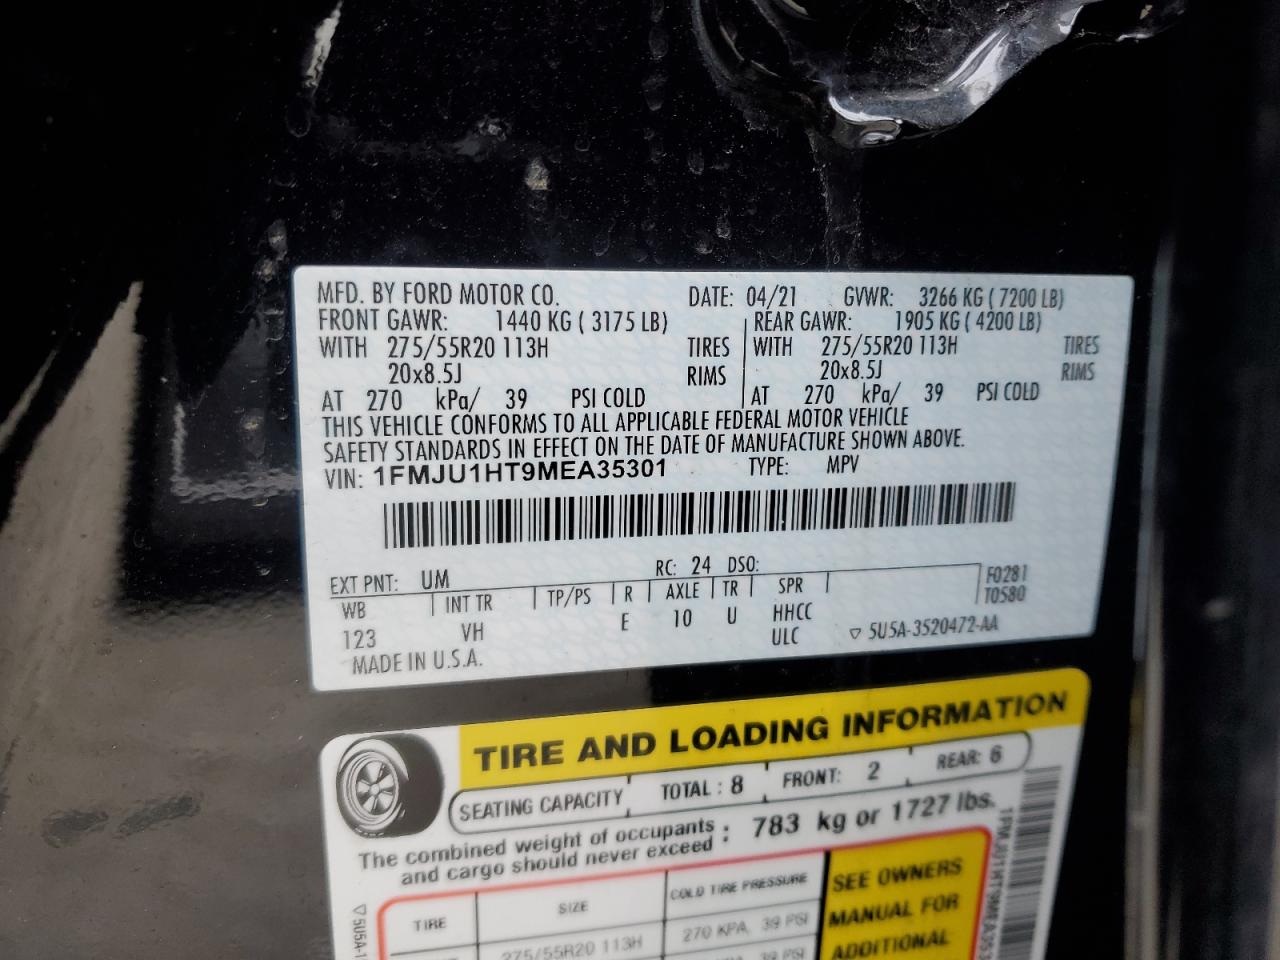 MFD. BY FORD MOTOR CO. DATE: 04/21 GVWR: 3266 KG ( 7200 LB)
FRONT GAWR: 1440 KG ( 3175 LB) REAR GAWR: 1905 KG ( 4200 LB)
WITH 275/55R20 113H TIRES WITH 275/55R20 113H TIRES
20x8.5J RIMS 20x8.5J RIMS
AT 270 kPa/ 39 PSI COLD AT 270 kPa/ 39 PSI COLD
THIS VEHICLE CONFORMS TO ALL APPLICABLE FEDERAL MOTOR VEHICLE
SAFETY STANDARDS IN EFFECT ON THE DATE OF MANUFACTURE SHOWN ABOVE.
VIN: 1FMJU1HT9MEA35301 TYPE: MPV
EXT PNT: UM RC: 24 DSO:
WB INT TR TP/PS R AXLE TR SPR F0281
T0580
123 VH E 10 U HHCC
ULC ▽ 5U5A-3520472-AA
MADE IN U.S.A.
TIRE AND LOADING INFORMATION
SEATING CAPACITY TOTAL : 8 FRONT: 2 REAR: 6
The combined weight of occupants
and cargo should never exceed : 783 kg or 1727 lbs.
TIRE SIZE COLD TIRE PRESSURE
275/55R20 113H 270 KPA, 39 PSI
39 PSI
SEE OWNERS
MANUAL FOR
ADDITIONAL
▽ 5U5A-1